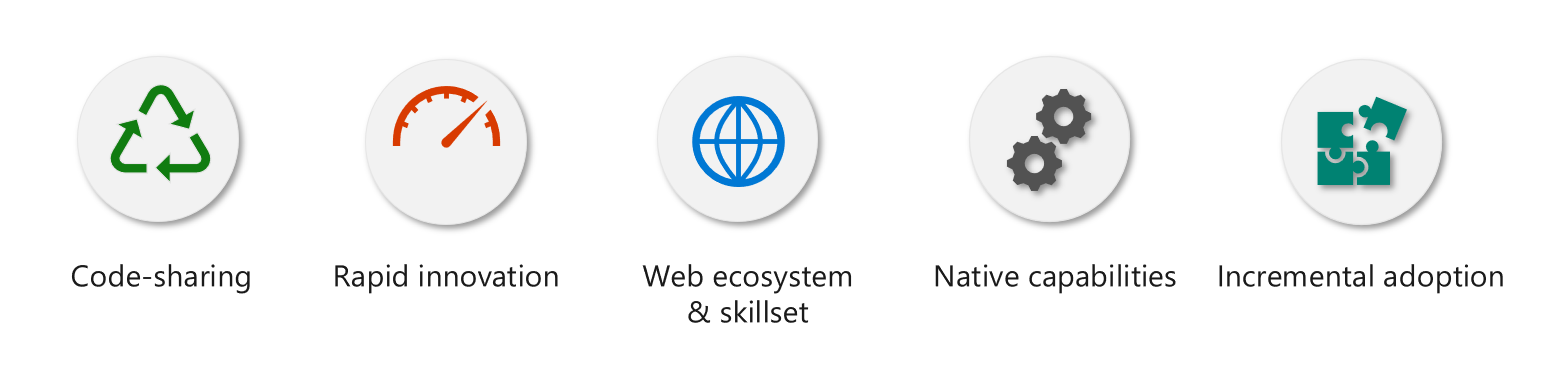 Code-sharing
Rapid innovation
Web ecosystem
& skillset
Native capabilities
Incremental adoption